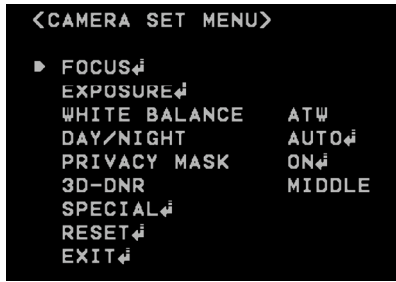 <CAMERA SET MENU>
► FOCUS↲
EXPOSURE↲
WHITE BALANCE ATW
DAY/NIGHT AUTO↲
PRIVACY MASK ON↲
3D-DNR MIDDLE
SPECIAL↲
RESET↲
EXIT↲